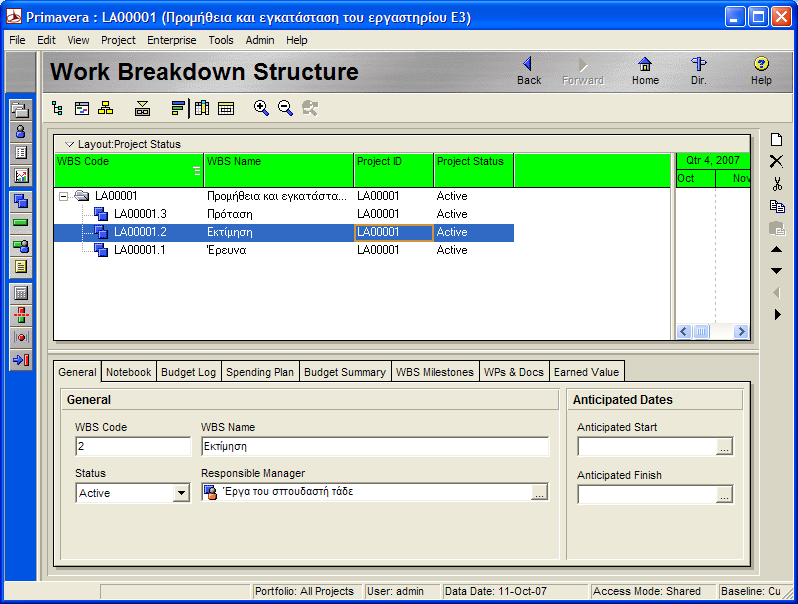 Primavera : LA00001 (Προμήθεια και εγκατάσταση του εργαστηρίου Ε3)
File Edit View Project Enterprise Tools Admin Help
Work Breakdown Structure
Back Forward Home Dir. Help
Layout:Project Status
WBS Code WBS Name Project ID Project Status Qtr 4, 2007
Oct Nov
LA00001 Προμήθεια και εγκατάστα... LA00001 Active
LA00001.3 Πρόταση LA00001 Active
LA00001.2 Εκτίμηση LA00001 Active
LA00001.1 Έρευνα LA00001 Active
General Notebook Budget Log Spending Plan Budget Summary WBS Milestones WPs & Docs Earned Value
General Anticipated Dates
WBS Code WBS Name Anticipated Start
2 Εκτίμηση ...
Status Responsible Manager Anticipated Finish
Active Έργα του σπουδαστή τάδε ... ...
Portfolio: All Projects User: admin Data Date: 11-Oct-07 Access Mode: Shared Baseline: Cu